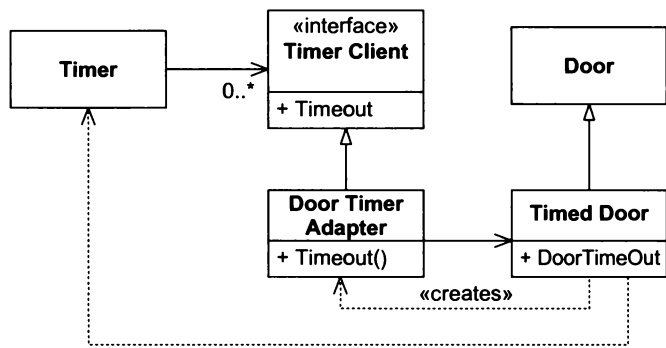 «interface»
Timer Client
Timer
Door
0..*
+ Timeout
Door Timer
Adapter
Timed Door
+ Timeout()
+ DoorTimeOut
«creates»